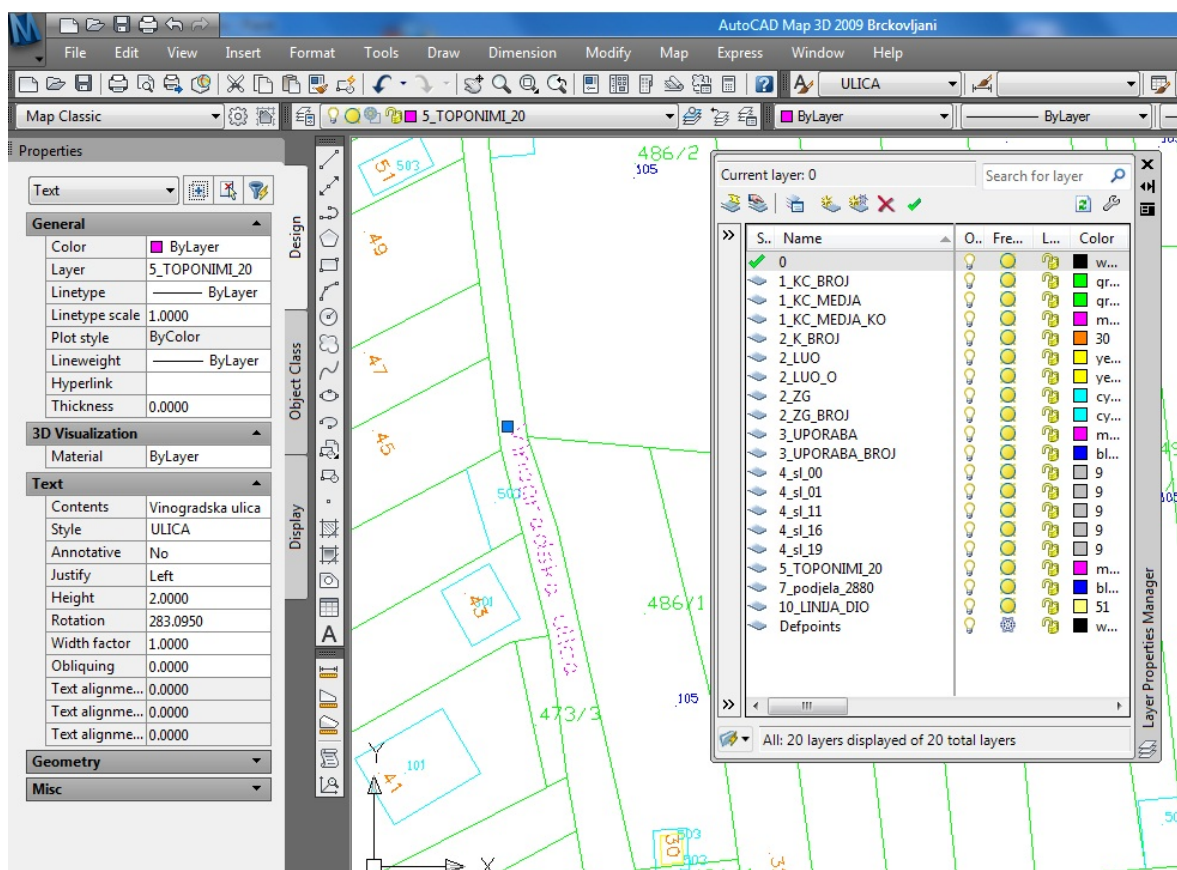 AutoCAD Map 3D 2009 Brckovljani
File Edit View Insert Format Tools Draw Dimension Modify Map Express Window Help
ULICA
Map Classic
5_TOPONIMI_20
ByLayer
ByLayer
Properties
Text
General
Color ByLayer
Layer 5_TOPONIMI_20
Linetype ByLayer
Linetype scale 1.0000
Plot style ByColor
Lineweight ByLayer
Hyperlink
Thickness 0.0000
3D Visualization
Material ByLayer
Text
Contents Vinogradska ulica
Style ULICA
Annotative No
Justify Left
Height 2.0000
Rotation 283.0950
Width factor 1.0000
Obliquing 0.0000
Text alignme... 0.0000
Text alignme... 0.0000
Text alignme... 0.0000
Geometry
Misc
Design
Object Class
Display
A
51
503
486/2
105
49
47
45
Vinogradska ulica
43
486/1
105
473/3
101
41
Y
X
503
30
Current layer: 0
Search for layer
S.. Name O.. Fre... L... Color
0 w...
1_KC_BROJ gr...
1_KC_MEDJA gr...
1_KC_MEDJA_KO m...
2_K_BROJ 30
2_LUO ye...
2_LUO_O ye...
2_ZG cy...
2_ZG_BROJ cy...
3_UPORABA m...
3_UPORABA_BROJ bl...
4_sl_00 9
4_sl_01 9
4_sl_11 9
4_sl_16 9
4_sl_19 9
5_TOPONIMI_20 m...
7_podjela_2880 bl...
10_LINIJA_DIO 51
Defpoints w...
All: 20 layers displayed of 20 total layers
Layer Properties Manager